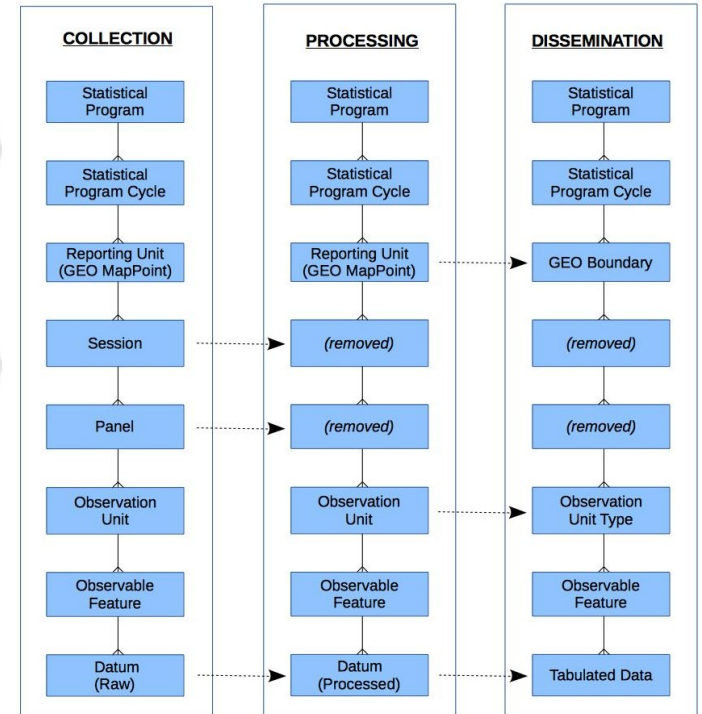 COLLECTION
Statistical
Program
Statistical
Program Cycle
Reporting Unit
(GEO MapPoint)
Session
Panel
Observation
Unit
Observable
Feature
Datum
(Raw)
PROCESSING
Statistical
Program
Statistical
Program Cycle
Reporting Unit
(GEO MapPoint)
(removed)
(removed)
Observation
Unit
Observable
Feature
Datum
(Processed)
DISSEMINATION
Statistical
Program
Statistical
Program Cycle
GEO Boundary
(removed)
(removed)
Observation
Unit Type
Observable
Feature
Tabulated Data